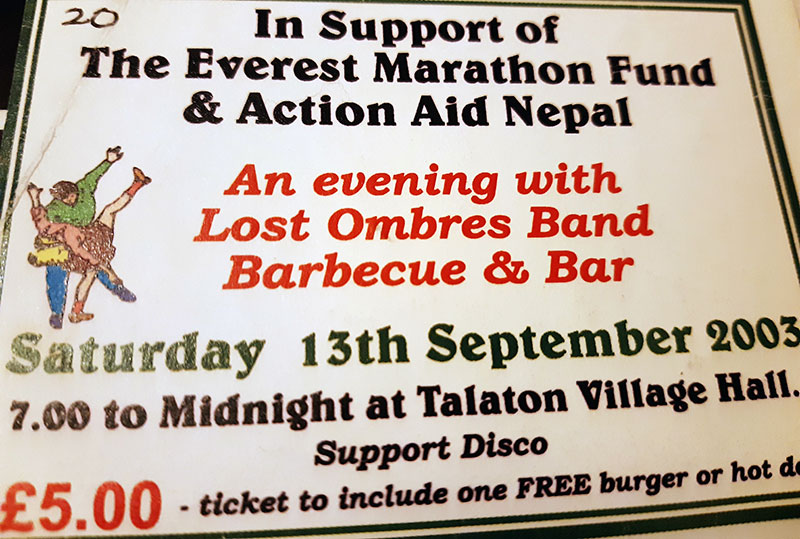 20
In Support of
The Everest Marathon Fund
& Action Aid Nepal
An evening with
Lost Ombres Band
Barbecue & Bar
Saturday 13th September 2003
7.00 to Midnight at Talaton Village Hall.
Support Disco
£5.00 - ticket to include one FREE burger or hot